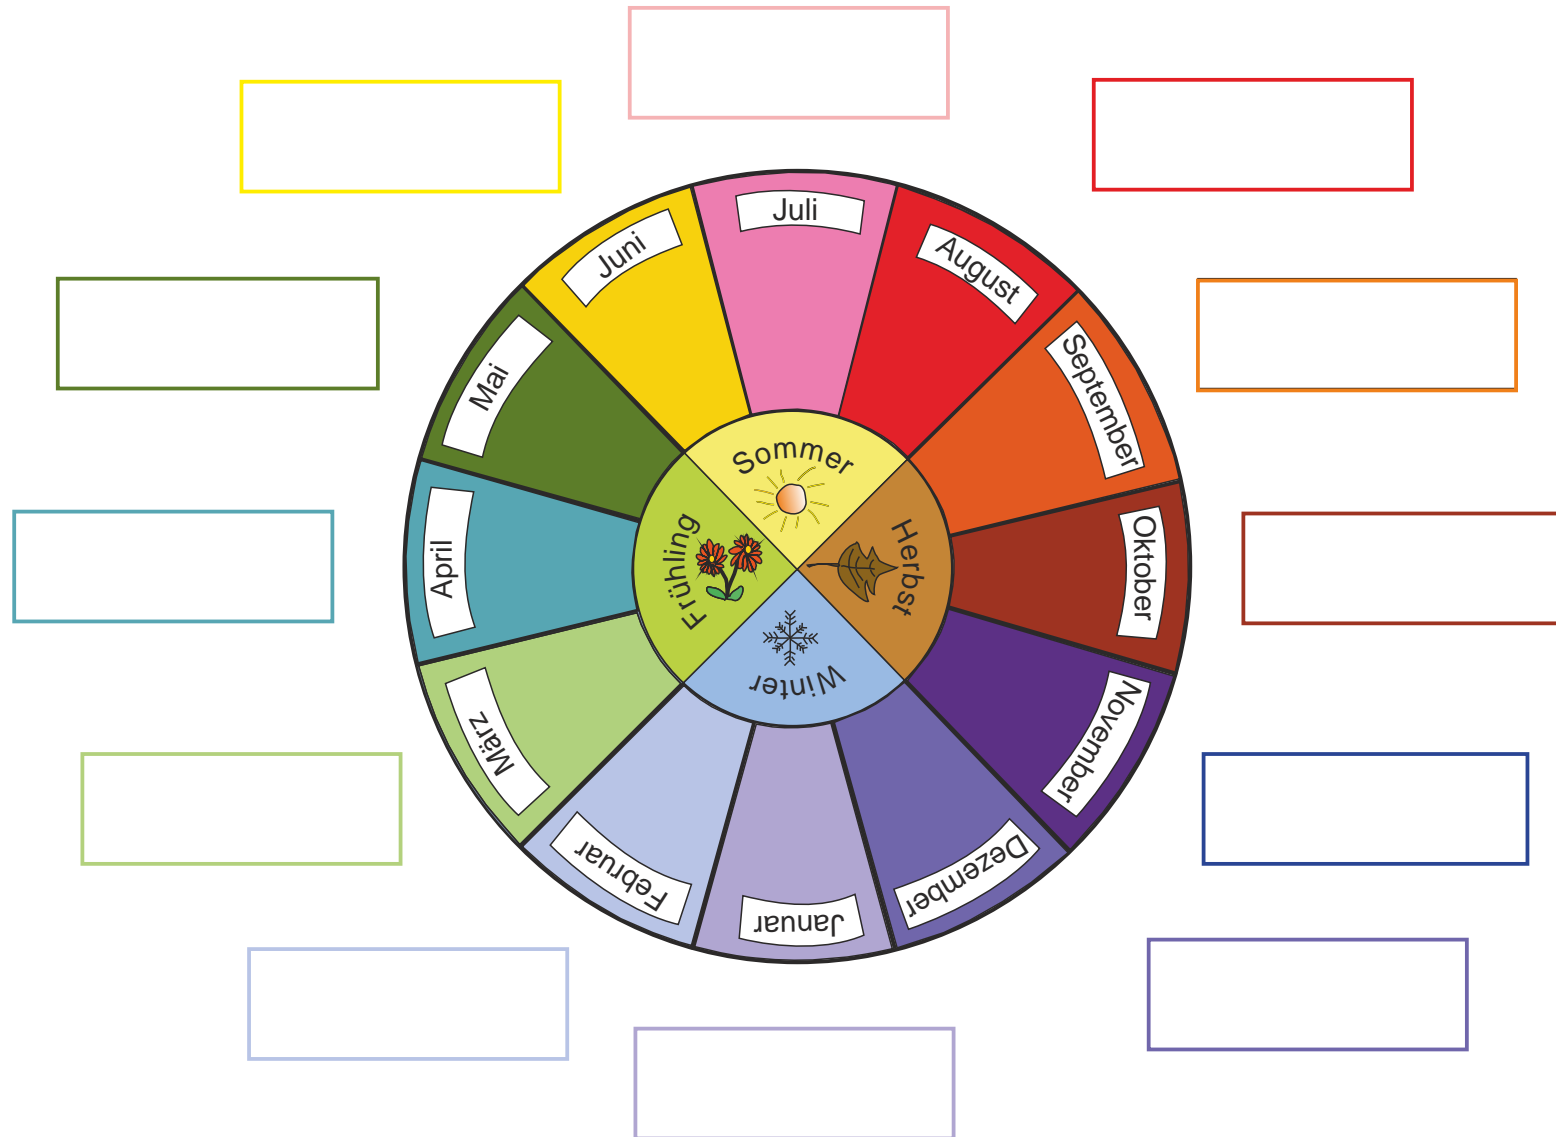 Juli
August
September
Oktober
November
Dezember
Januar
Februar
März
April
Mai
Juni
Sommer
Herbst
Winter
Frühling